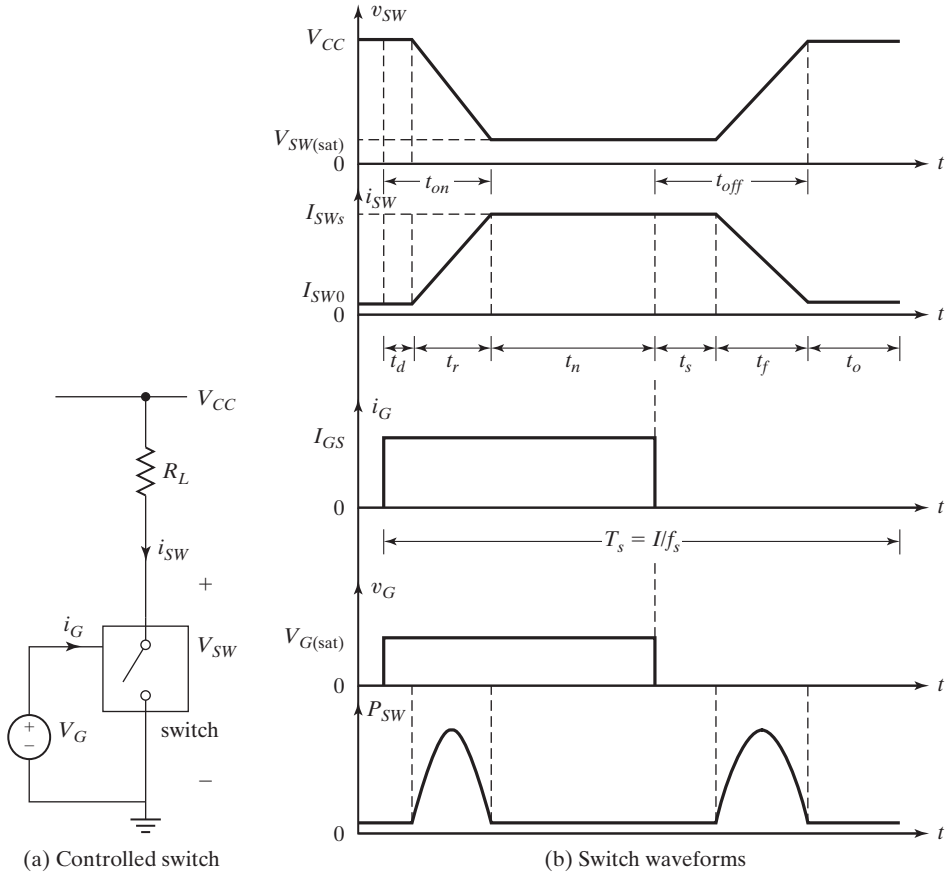 v_SW
V_CC
V_SW(sat)
0
t
t_on
t_off
i_SW
I_SWs
I_SW0
0
t
t_d
t_r
t_n
t_s
t_f
t_o
i_G
I_GS
0
t
T_s = I/f_s
v_G
V_G(sat)
0
t
P_SW
0
t
V_CC
R_L
i_SW
+
i_G
V_SW
+
−
V_G
switch
−
(a) Controlled switch
(b) Switch waveforms